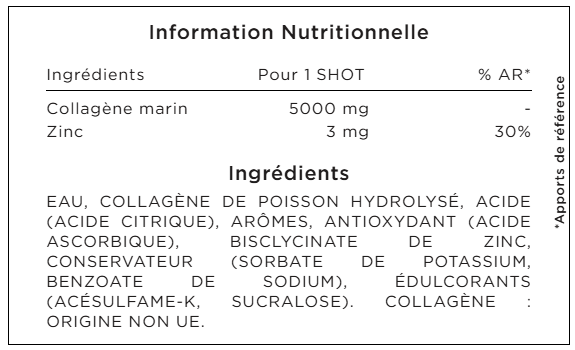 Information Nutritionnelle
Ingrédients Pour 1 SHOT % AR*
Collagène marin 5000 mg -
Zinc 3 mg 30%
*Apports de référence
Ingrédients
EAU, COLLAGÈNE DE POISSON HYDROLYSÉ, ACIDE
(ACIDE CITRIQUE), ARÔMES, ANTIOXYDANT (ACIDE
ASCORBIQUE), BISCLYCINATE DE ZINC,
CONSERVATEUR (SORBATE DE POTASSIUM,
BENZOATE DE SODIUM), ÉDULCORANTS
(ACÉSULFAME-K, SUCRALOSE). COLLAGÈNE :
ORIGINE NON UE.